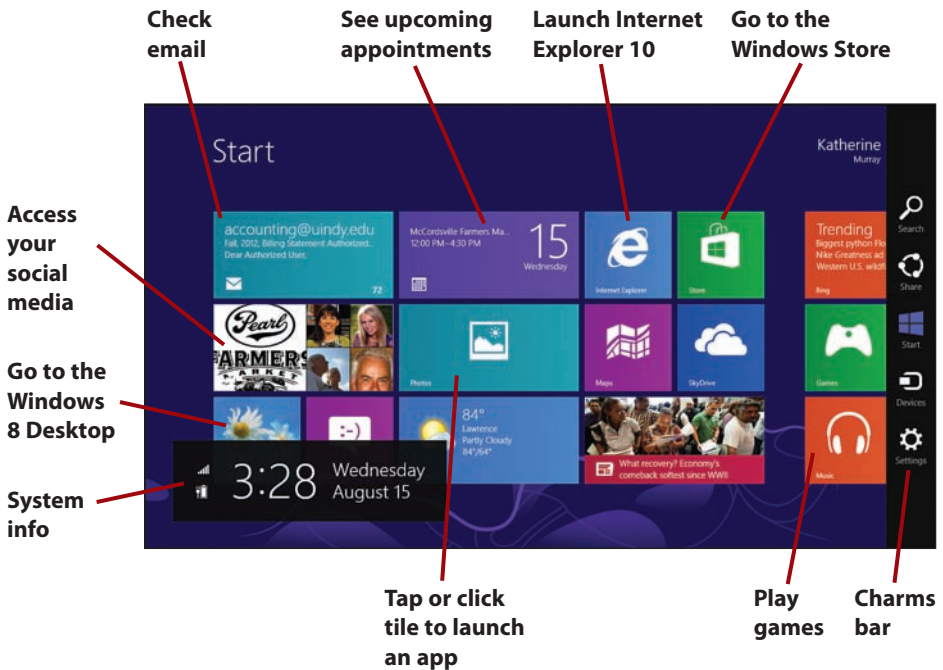 Check
email
See upcoming
appointments
Launch Internet
Explorer 10
Go to the
Windows Store
Start
Katherine
Murray
Access
your
social
media
accounting@uindy.edu
Fall, 2012, Billing Statement Authorized...
Dear Authorized User,
72
McCordsville Farmers Ma...
12:00 PM–4:30 PM
15
Wednesday
Internet Explorer
Store
Trending
Biggest python Flo
Nike Greatness ad
Western U.S. wildfi
Bing
Search
Share
Start
Devices
Settings
Pearl
FARMERS
MARKET
Photos
Maps
SkyDrive
Games
Go to the
Windows
8 Desktop
:-)
84°
Lawrence
Partly Cloudy
84°/64°
What recovery? Economy's
comeback softest since WWII
Music
System
info
3:28
Wednesday
August 15
Tap or click
tile to launch
an app
Play
games
Charms
bar